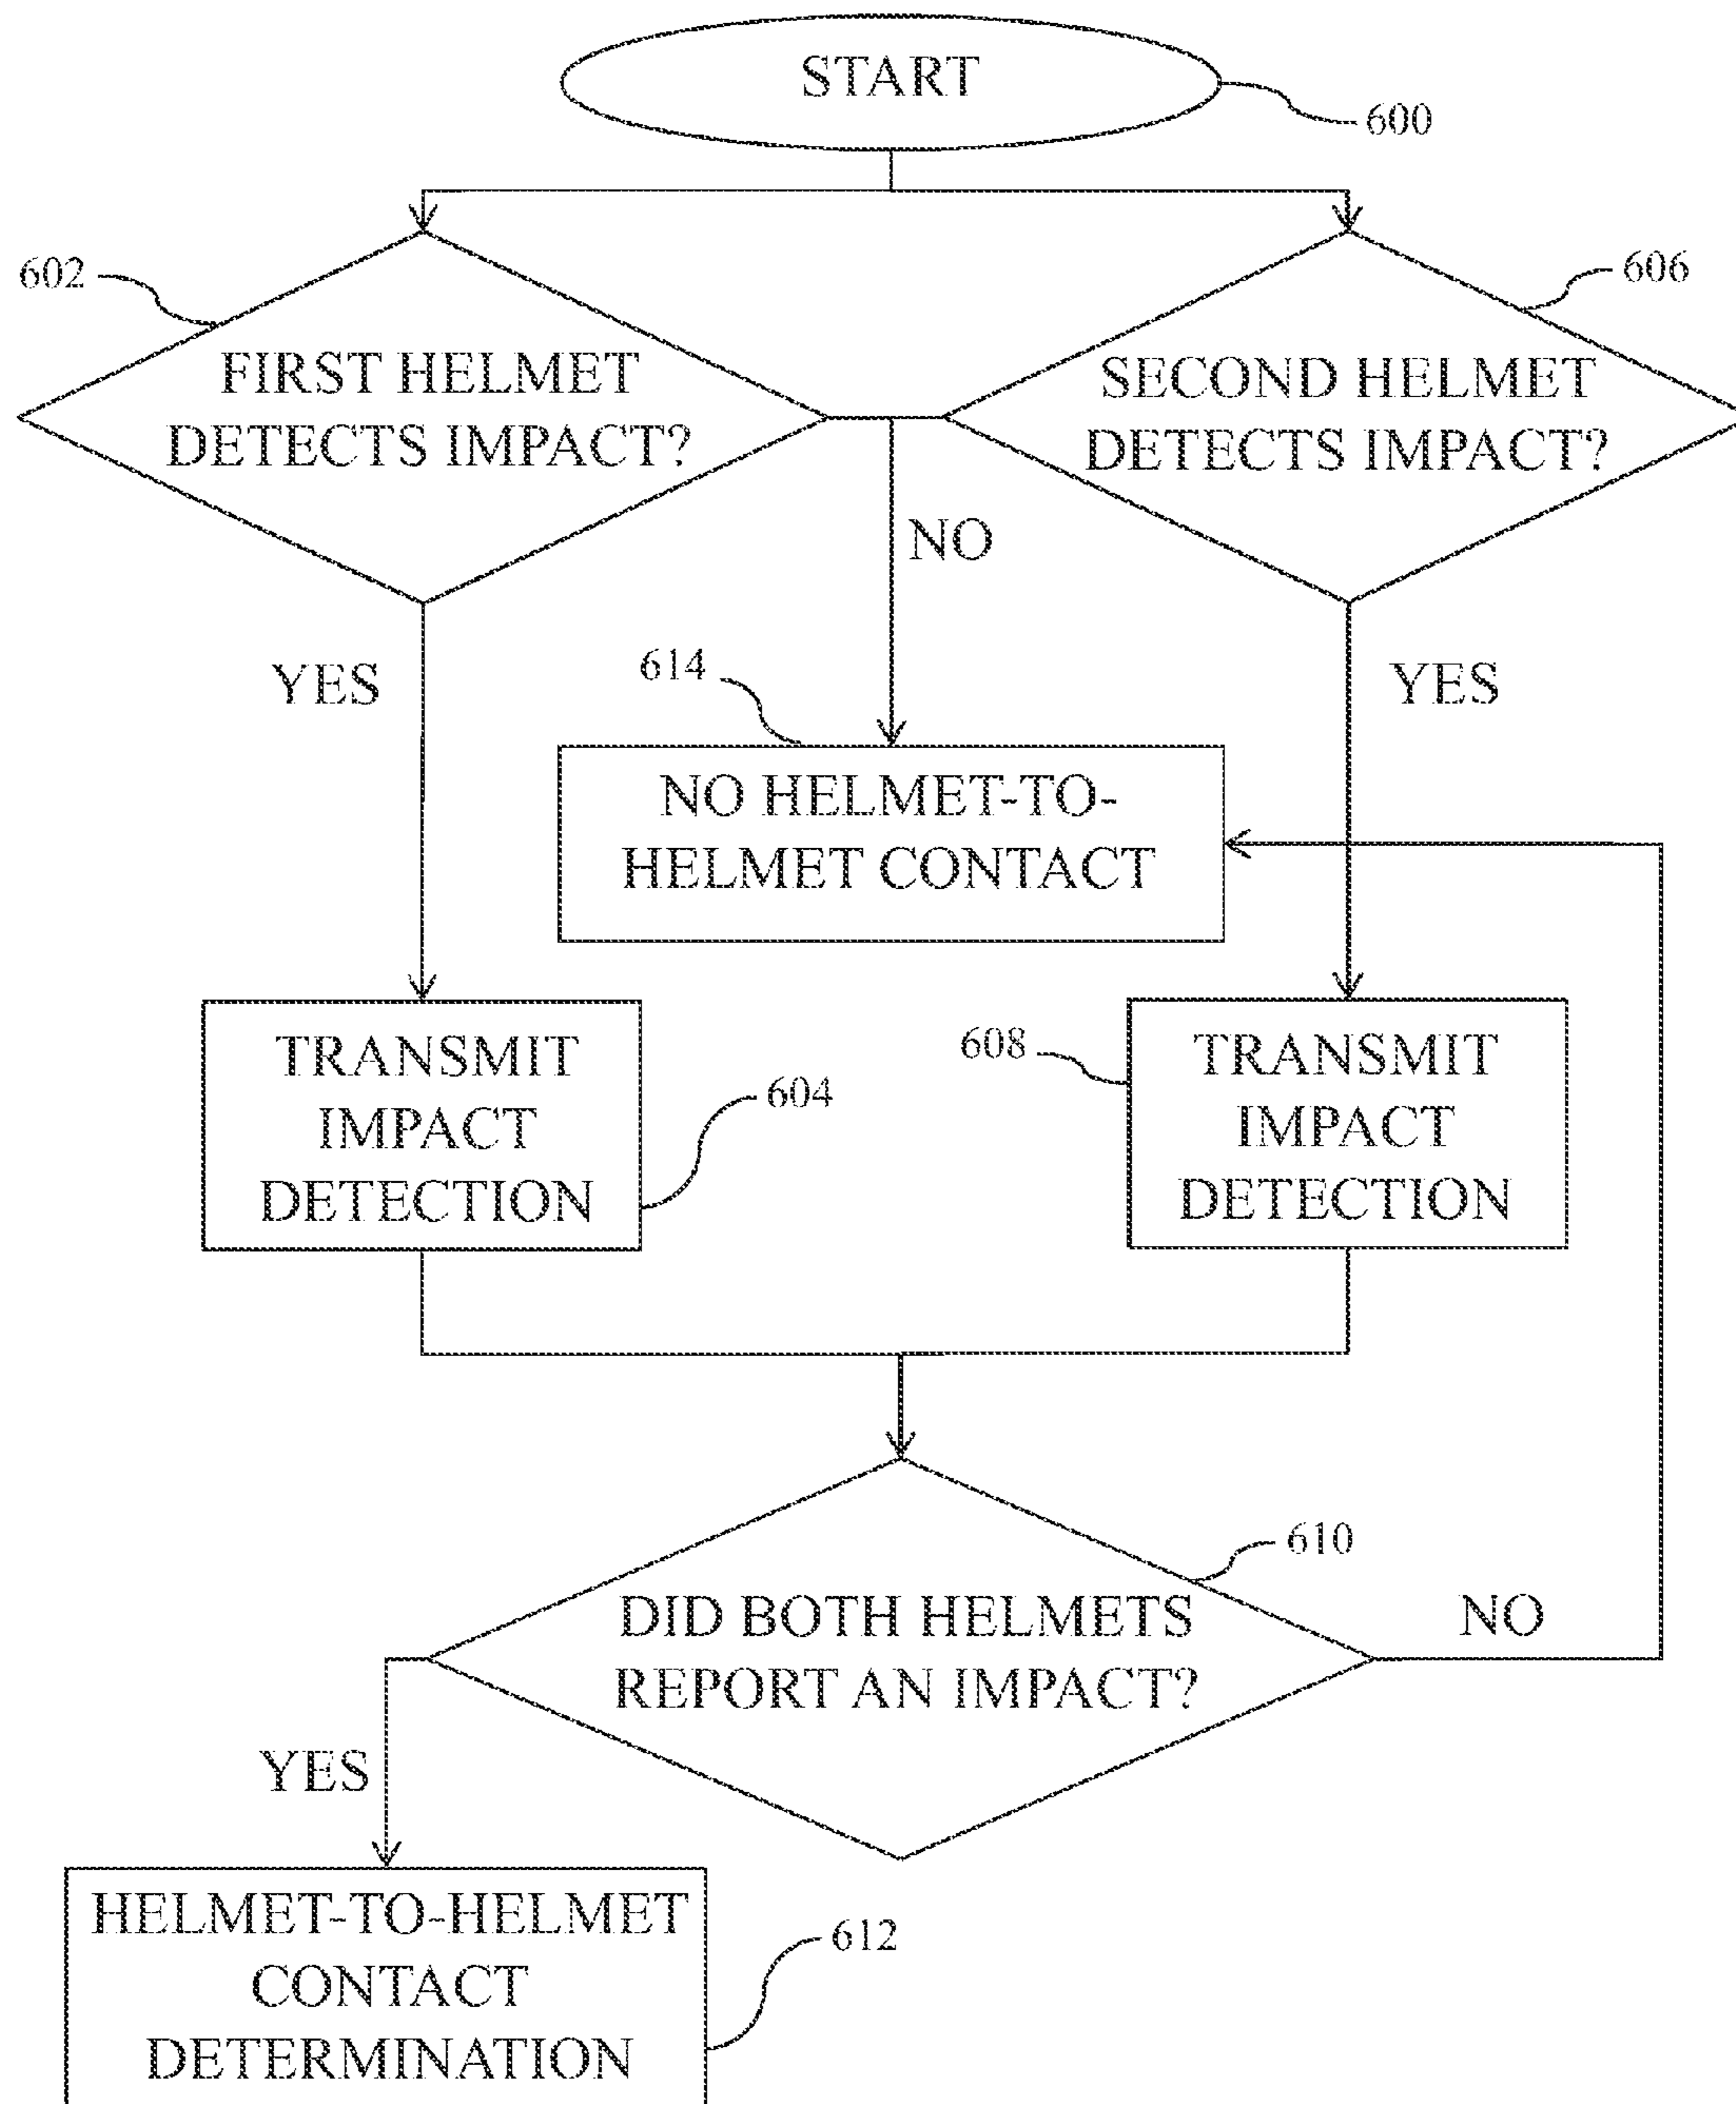 START
600
602
606
FIRST HELMET
DETECTS IMPACT?
SECOND HELMET
DETECTS IMPACT?
NO
YES
614
YES
NO HELMET-TO-
HELMET CONTACT
TRANSMIT
IMPACT
DETECTION
604
608
TRANSMIT
IMPACT
DETECTION
610
DID BOTH HELMETS
REPORT AN IMPACT?
NO
YES
HELMET-TO-HELMET
CONTACT
DETERMINATION
612